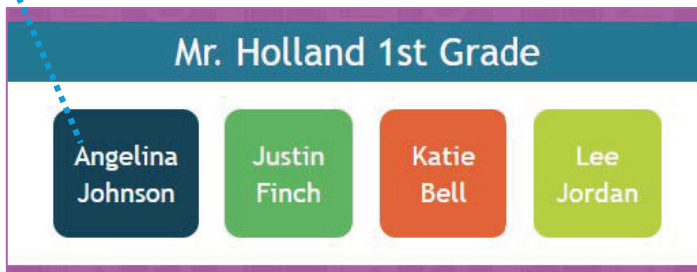 Mr. Holland 1st Grade
Angelina
Johnson
Justin
Finch
Katie
Bell
Lee
Jordan